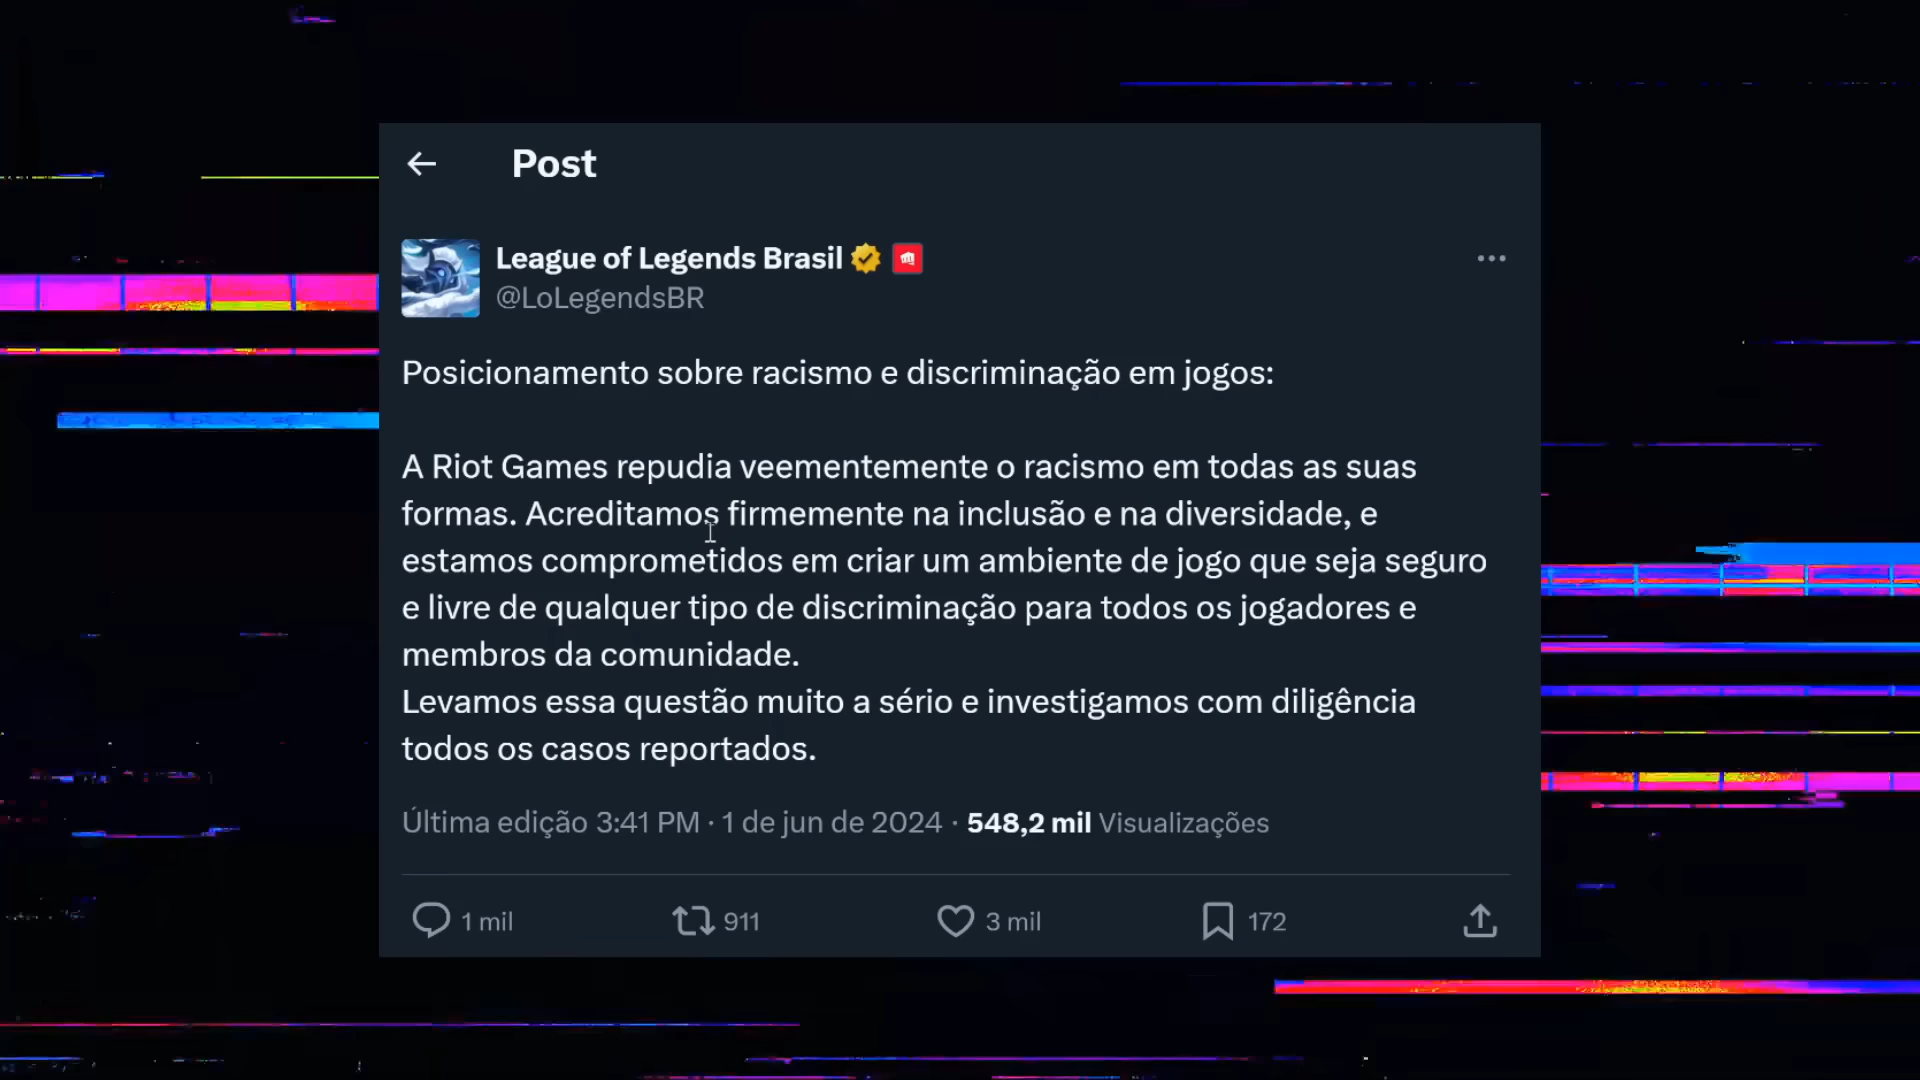 Post
League of Legends Brasil
@LoLegendsBR
Posicionamento sobre racismo e discriminação em jogos:
A Riot Games repudia veementemente o racismo em todas as suas
formas. Acreditamos firmemente na inclusão e na diversidade, e
estamos comprometidos em criar um ambiente de jogo que seja seguro
e livre de qualquer tipo de discriminação para todos os jogadores e
membros da comunidade.
Levamos essa questão muito a sério e investigamos com diligência
todos os casos reportados.
Última edição 3:41 PM · 1 de jun de 2024 · 548,2 mil Visualizações
1 mil 911 3 mil 172